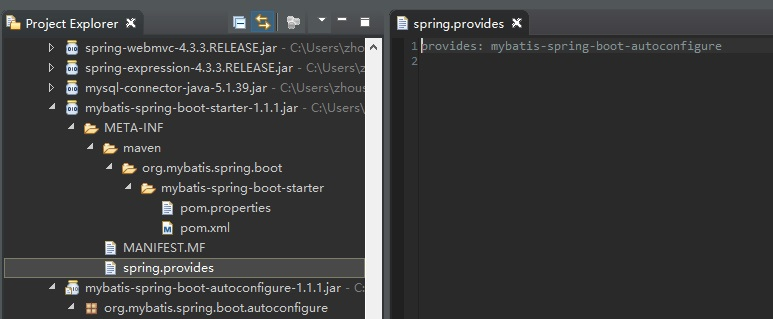 Project Explorer
spring-webmvc-4.3.3.RELEASE.jar - C:\Users\zhou
spring-expression-4.3.3.RELEASE.jar - C:\Users\z
mysql-connector-java-5.1.39.jar - C:\Users\zhous
mybatis-spring-boot-starter-1.1.1.jar - C:\Users\
META-INF
maven
org.mybatis.spring.boot
mybatis-spring-boot-starter
pom.properties
pom.xml
MANIFEST.MF
spring.provides
mybatis-spring-boot-autoconfigure-1.1.1.jar - C:
org.mybatis.spring.boot.autoconfigure
spring.provides
1 provides: mybatis-spring-boot-autoconfigure
2